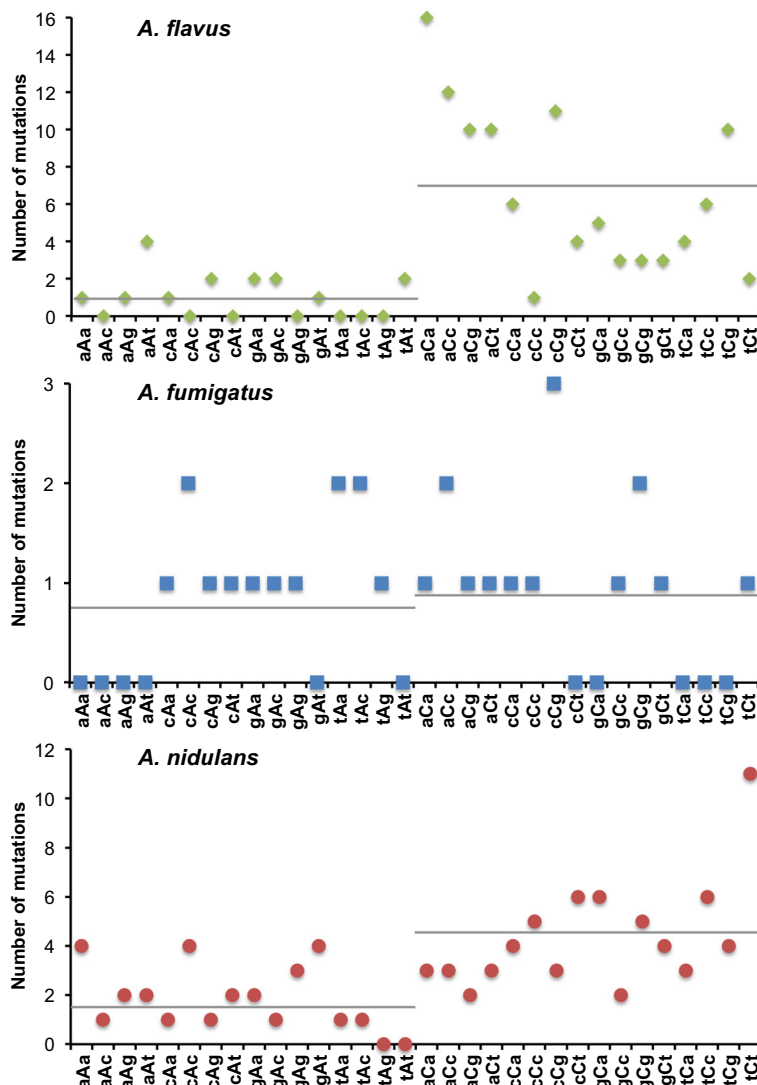 A. flavus
Number of mutations
16
14
12
10
8
6
4
2
0
aAa aAc aAg aAt cAa cAc cAg cAt gAa gAc gAg gAt tAa tAc tAg tAt aCa aCc aCg aCt cCa cCc cCg cCt gCa gCc gCg gCt tCa tCc tCg tCt
A. fumigatus
Number of mutations
3
2
1
0
aAa aAc aAg aAt cAa cAc cAg cAt gAa gAc gAg gAt tAa tAc tAg tAt aCa aCc aCg aCt cCa cCc cCg cCt gCa gCc gCg gCt tCa tCc tCg tCt
A. nidulans
Number of mutations
12
10
8
6
4
2
0
aAa aAc aAg aAt cAa cAc cAg cAt gAa gAc gAg gAt tAa tAc tAg tAt aCa aCc aCg aCt cCa cCc cCg cCt gCa gCc gCg gCt tCa tCc tCg tCt